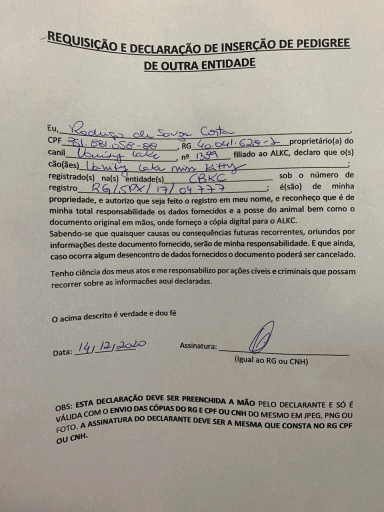 REQUISIÇÃO E DECLARAÇÃO DE INSERÇÃO DE PEDIGREE
DE OUTRA ENTIDADE
Eu, Rodrigo de Souza Costa
CPF 351.681.058-88, RG 40.041.628-1 proprietário(a) do
canil Vanity Lake, nº 1399 filiado ao ALKC, declaro que o(s)
cão(ães) Vanity Lake Miss Kitty;
registrado(s) na(s) entidade(s) CBKC sob o número de
registro RG/SPX/17/04777; é(são) de minha
propriedade, e autorizo que seja feito o registro em meu nome, e reconheço que é de
minha total responsabilidade os dados fornecidos e a posse do animal bem como o
documento original em mãos, onde forneço a cópia digital para o ALKC.
Sabendo-se que quaisquer causas ou consequências futuras recorrentes, oriundos por
informações deste documento fornecido, serão de minha responsabilidade. E que ainda,
caso ocorra algum desencontro de dados fornecidos o documento poderá ser cancelado.
Tenho ciência dos meus atos e me responsabilizo por ações cíveis e criminais que possam
recorrer sobre as informações aqui declaradas.
O acima descrito é verdade e dou fé
Data: 14/12/2020 Assinatura:
(Igual ao RG ou CNH)
OBS: ESTA DECLARAÇÃO DEVE SER PREENCHIDA A MÃO PELO DECLARANTE E SÓ É
VÁLIDA COM O ENVIO DAS CÓPIAS DO RG E CPF OU CNH DO MESMO EM JPEG, PNG OU
FOTO. A ASSINATURA DO DECLARANTE DEVE SER A MESMA QUE CONSTA NO RG CPF
OU CNH.